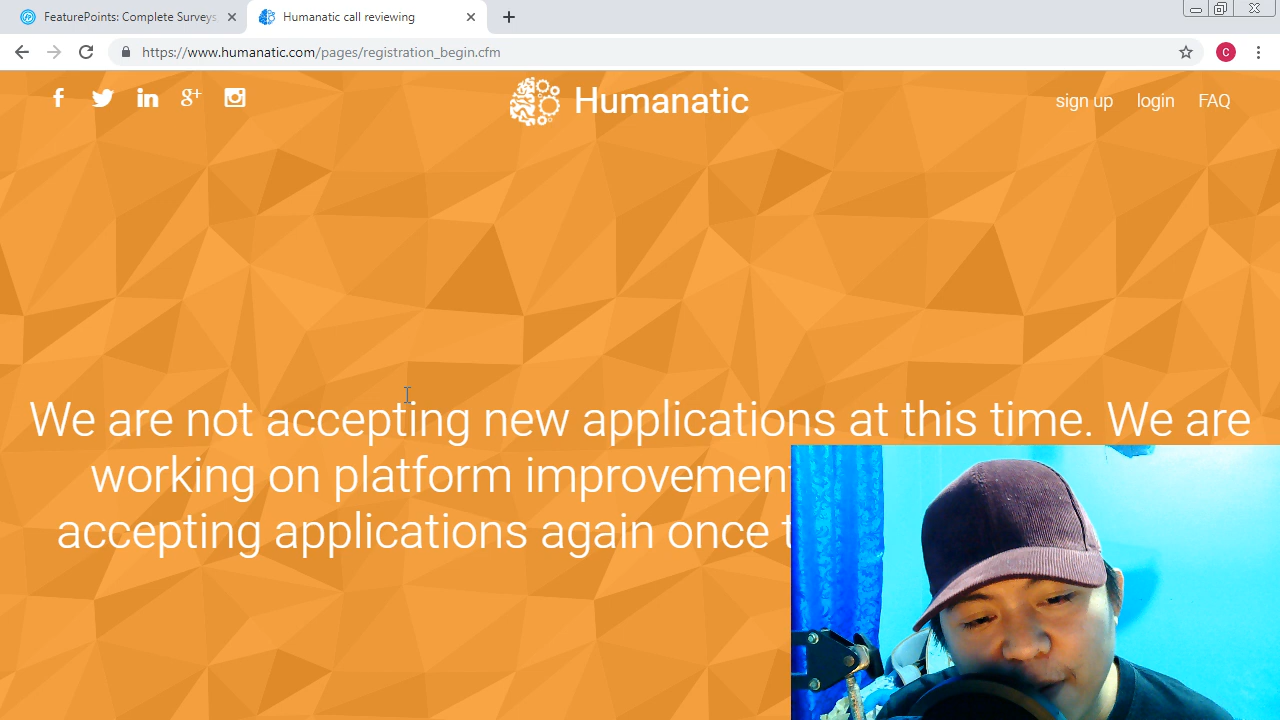 FeaturePoints: Complete Surveys
Humanatic call reviewing
https://www.humanatic.com/pages/registration_begin.cfm
C
f
g+
Humanatic
sign up
login
FAQ
We are not accepting new applications at this time. We are
working on platform improvement
accepting applications again once t